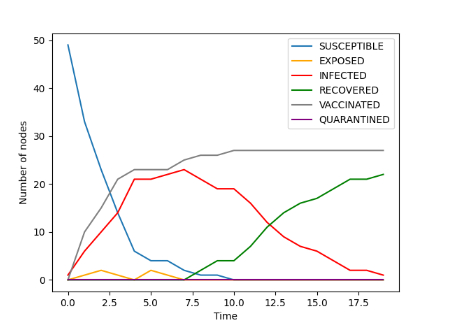 50
40
30
20
10
0
Number of nodes
SUSCEPTIBLE
EXPOSED
INFECTED
RECOVERED
VACCINATED
QUARANTINED
0.0 2.5 5.0 7.5 10.0 12.5 15.0 17.5
Time